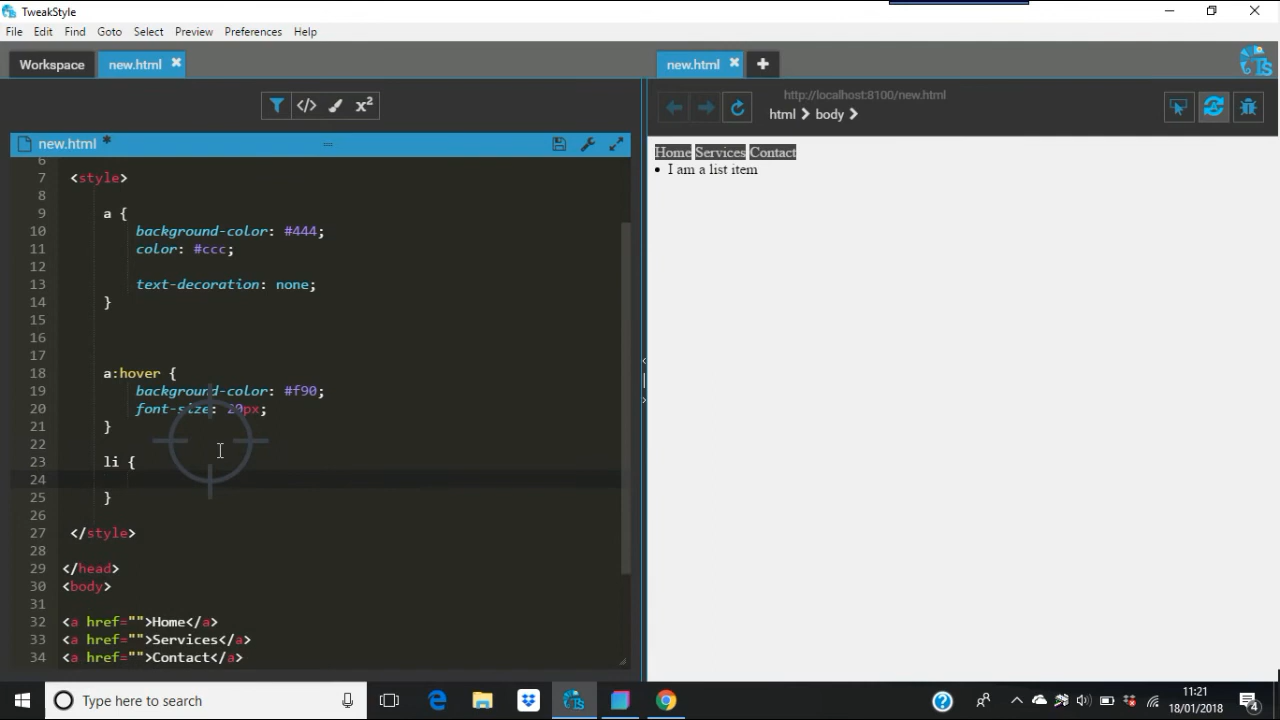 TweakStyle
File Edit Find Goto Select Preview Preferences Help
Workspace new.html
new.html
http://localhost:8100/new.html
html body
new.html *
Home Services Contact
I am a list item
6
7 <style>
8
9 a {
10 background-color: #444;
11 color: #ccc;
12
13 text-decoration: none;
14 }
15
16
17
18 a:hover {
19 background-color: #f90;
20 font-size: 20px;
21 }
22
23 li {
24
25 }
26
27 </style>
28
29 </head>
30 <body>
31
32 <a href="">Home</a>
33 <a href="">Services</a>
34 <a href="">Contact</a>
Type here to search
11:21
18/01/2018
4